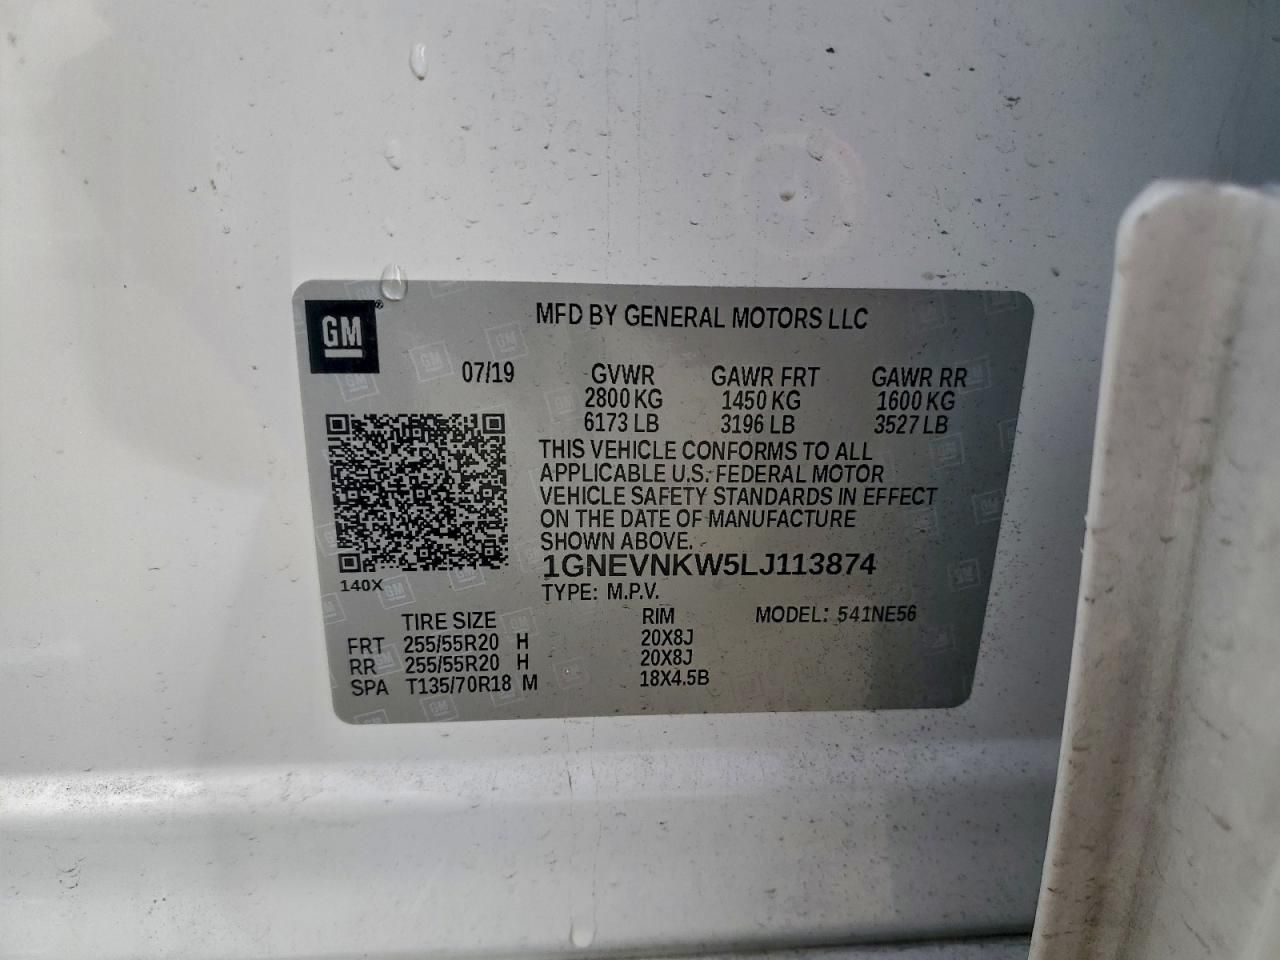 GM®
MFD BY GENERAL MOTORS LLC
07/19 GVWR GAWR FRT GAWR RR
2800 KG 1450 KG 1600 KG
6173 LB 3196 LB 3527 LB
THIS VEHICLE CONFORMS TO ALL
APPLICABLE U.S. FEDERAL MOTOR
VEHICLE SAFETY STANDARDS IN EFFECT
ON THE DATE OF MANUFACTURE
SHOWN ABOVE.
1GNEVNKW5LJ113874
140X
TYPE: M.P.V.
TIRE SIZE RIM MODEL: 541NE56
FRT 255/55R20 H 20X8J
RR 255/55R20 H 20X8J
SPA T135/70R18 M 18X4.5B